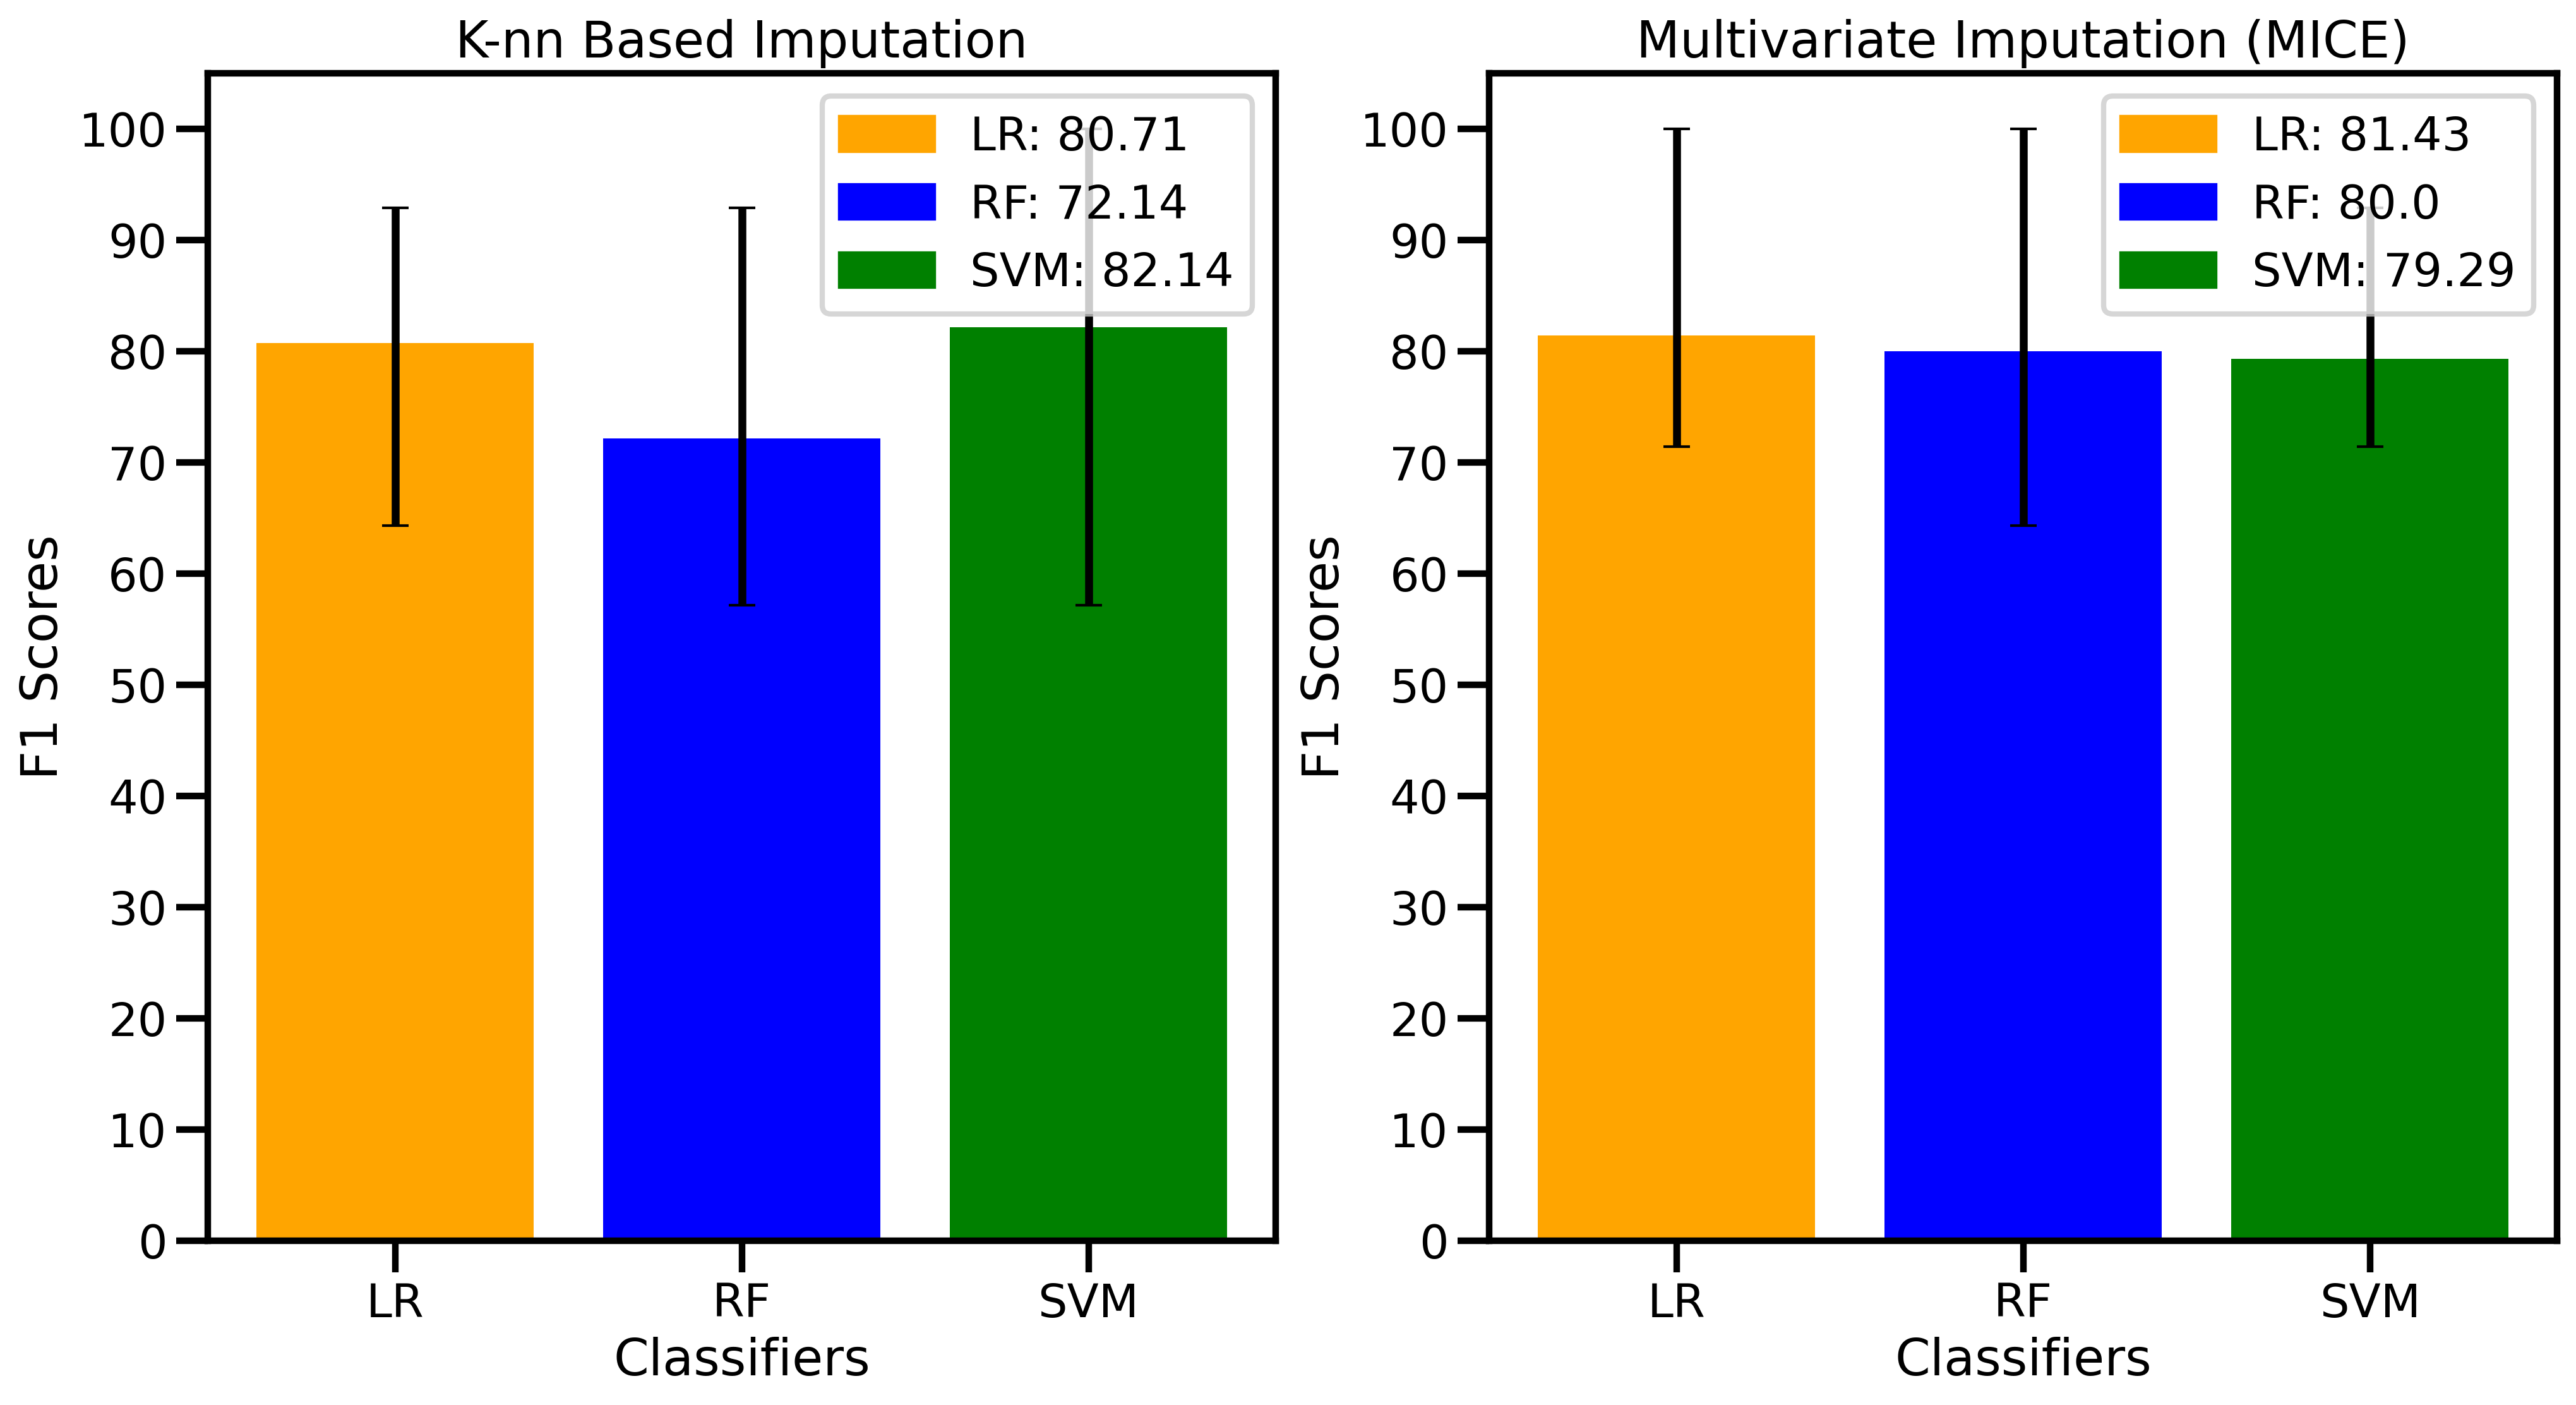 K-nn Based Imputation
LR: 80.71
RF: 72.14
SVM: 82.14
100
90
80
70
60
50
40
30
20
10
0
F1 Scores
LR RF SVM
Classifiers
Multivariate Imputation (MICE)
LR: 81.43
RF: 80.0
SVM: 79.29
100
90
80
70
60
50
40
30
20
10
0
F1 Scores
LR RF SVM
Classifiers